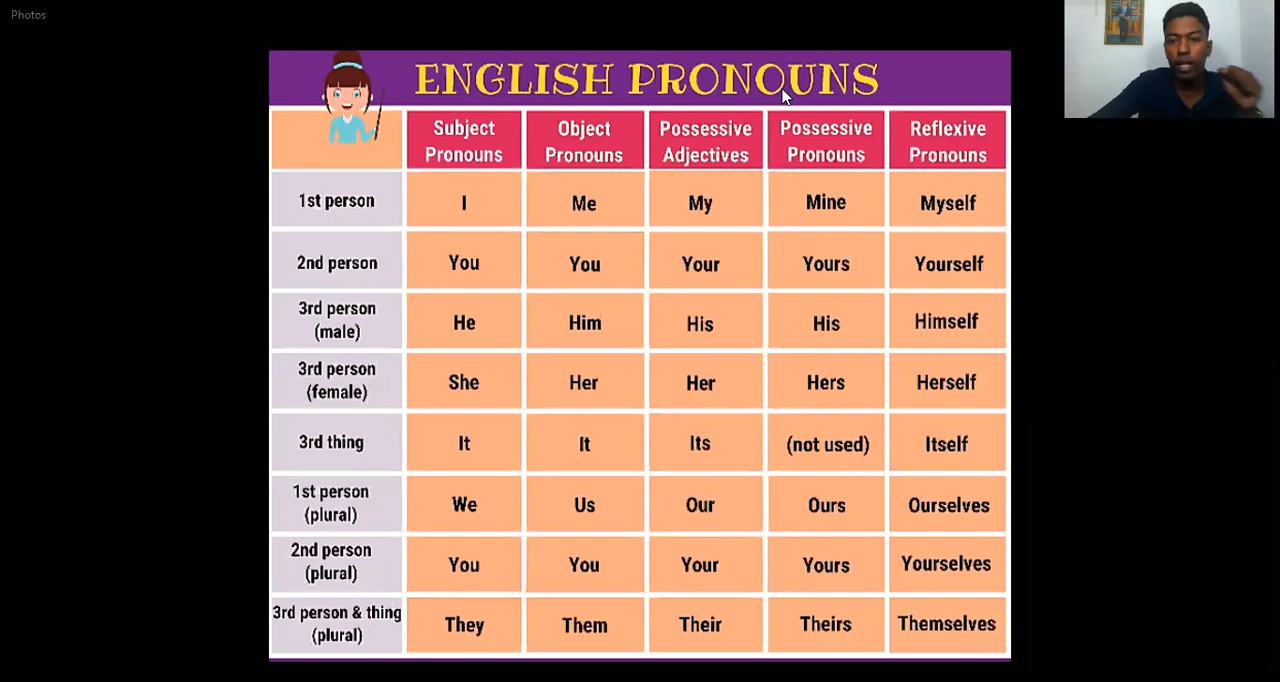 Photos
ENGLISH PRONOUNS
Subject Pronouns Object Pronouns Possessive Adjectives Possessive Pronouns Reflexive Pronouns
1st person I Me My Mine Myself
2nd person You You Your Yours Yourself
3rd person (male) He Him His His Himself
3rd person (female) She Her Her Hers Herself
3rd thing It It Its (not used) Itself
1st person (plural) We Us Our Ours Ourselves
2nd person (plural) You You Your Yours Yourselves
3rd person & thing (plural) They Them Their Theirs Themselves